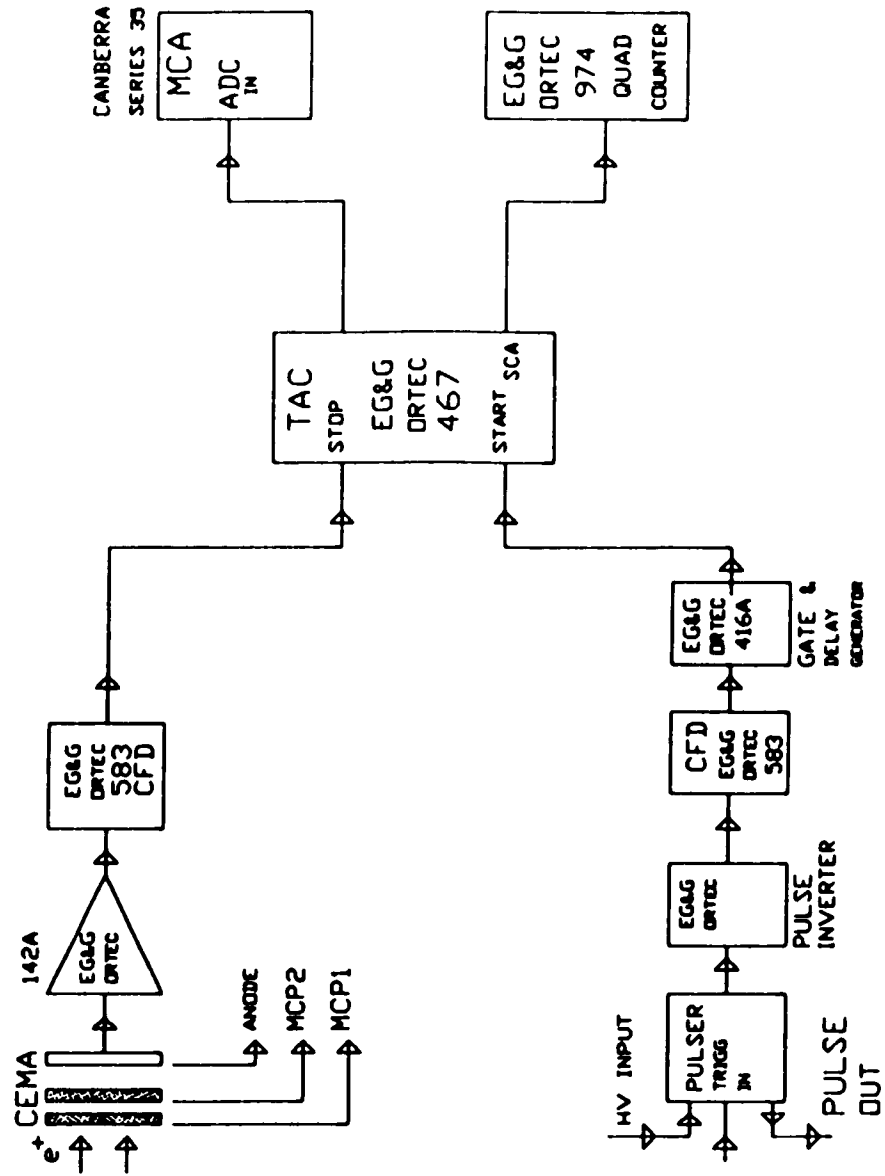 CANBERRA
SERIES 35
MCA
ADC
IN
EG&G
ORTEC
974
QUAD
COUNTER
TAC
STOP
EG&G
ORTEC
467
START
SCA
EG&G
ORTEC
583
CFD
142A
EG&G
ORTEC
CEMA
e+
ANODE
MCP2
MCP1
EG&G
ORTEC
416A
GATE &
DELAY
GENERATOR
CFD
EG&G
ORTEC
583
EG&G
ORTEC
PULSE
INVERTER
HV INPUT
PULSER
TRIGG
IN
PULSE
OUT